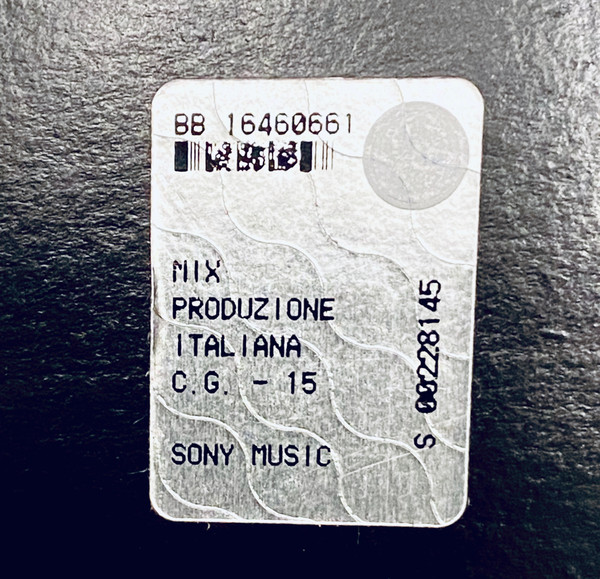 BB 16460661
MIX
PRODUZIONE
ITALIANA
C.G. - 15
SONY MUSIC
S 00228145